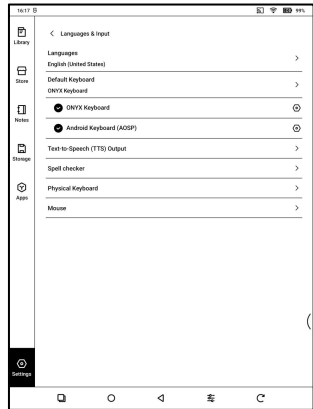 16:17
99%
Library
Store
Notes
Storage
Apps
Settings
Languages & Input
Languages
English (United States)
Default Keyboard
ONYX Keyboard
ONYX Keyboard
Android Keyboard (AOSP)
Text-to-Speech (TTS) Output
Spell checker
Physical Keyboard
Mouse